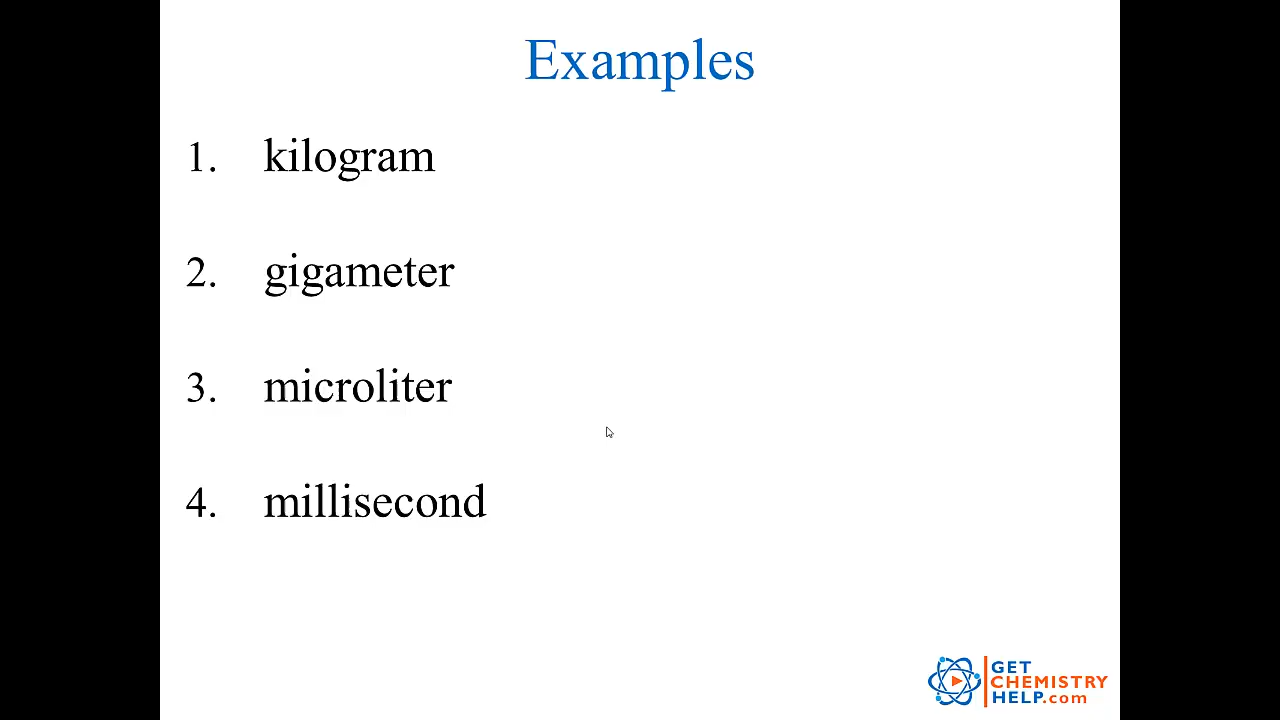 Examples
1. kilogram
2. gigameter
3. microliter
4. millisecond
GET
CHEMISTRY
HELP.com